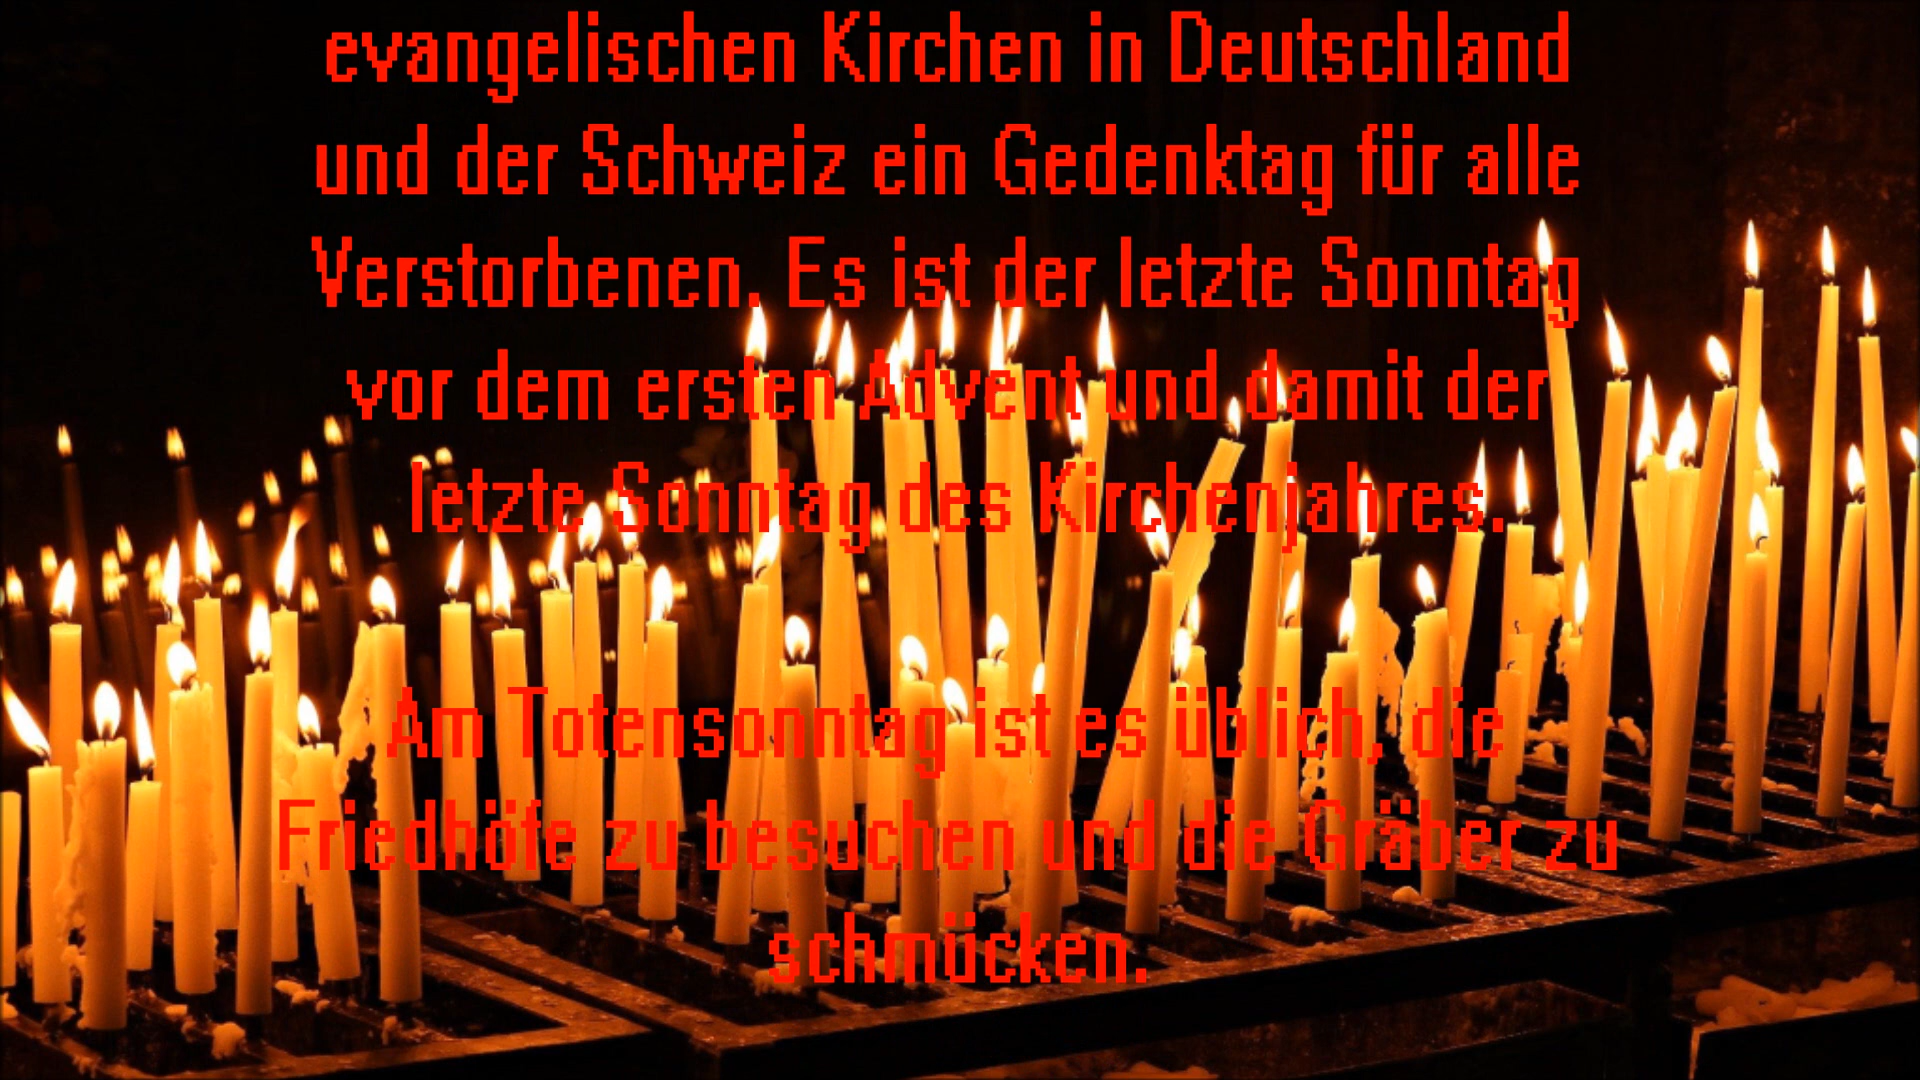 evangelischen Kirchen in Deutschland
und der Schweiz ein Gedenktag für alle
Verstorbenen. Es ist der letzte Sonntag
vor dem ersten Advent und damit der
letzte Sonntag des Kirchenjahres.
Am Totensonntag ist es üblich, die
Friedhöfe zu besuchen und die Gräber zu
schmücken.